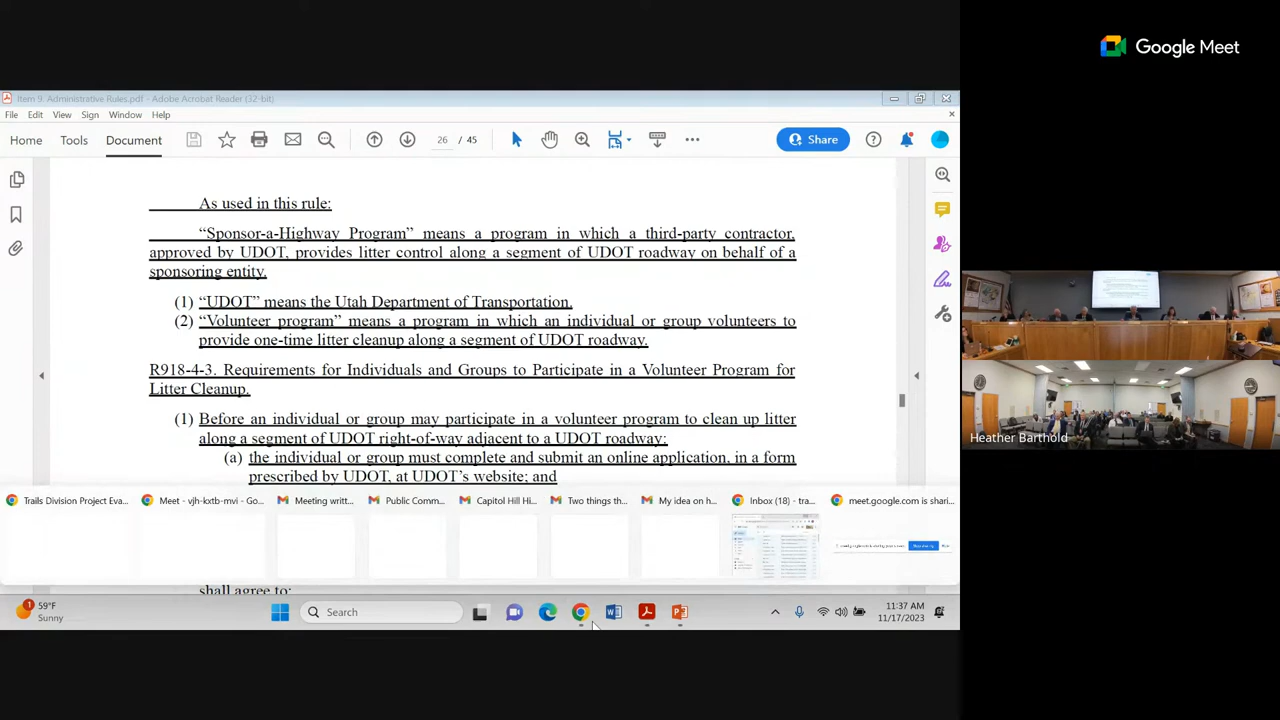 Google Meet
Item 9. Administrative Rules.pdf - Adobe Acrobat Reader (32-bit)
File Edit View Sign Window Help
Home Tools Document 26 / 45 Share
As used in this rule:
“Sponsor-a-Highway Program” means a program in which a third-party contractor,
approved by UDOT, provides litter control along a segment of UDOT roadway on behalf of a
sponsoring entity.
(1) “UDOT” means the Utah Department of Transportation.
(2) “Volunteer program” means a program in which an individual or group volunteers to
provide one-time litter cleanup along a segment of UDOT roadway.
R918-4-3. Requirements for Individuals and Groups to Participate in a Volunteer Program for
Litter Cleanup.
(1) Before an individual or group may participate in a volunteer program to clean up litter
along a segment of UDOT right-of-way adjacent to a UDOT roadway:
(a) the individual or group must complete and submit an online application, in a form
prescribed by UDOT, at UDOT’s website; and
Trails Division Project Eva... Meet - vjh-kxtb-mvi - Go... Meeting writt... Public Comm... Capitol Hill Hi... Two things th... My idea on h... Inbox (18) - tra... meet.google.com is shari...
shall agree to:
Heather Barthold
59°F
Sunny
Search
11:37 AM
11/17/2023